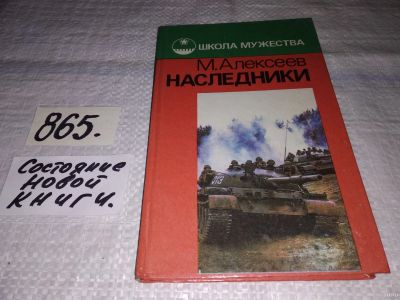 ШКОЛА МУЖЕСТВА
М. Алексеев
НАСЛЕДНИКИ
865.
Состояние
новой
книги.